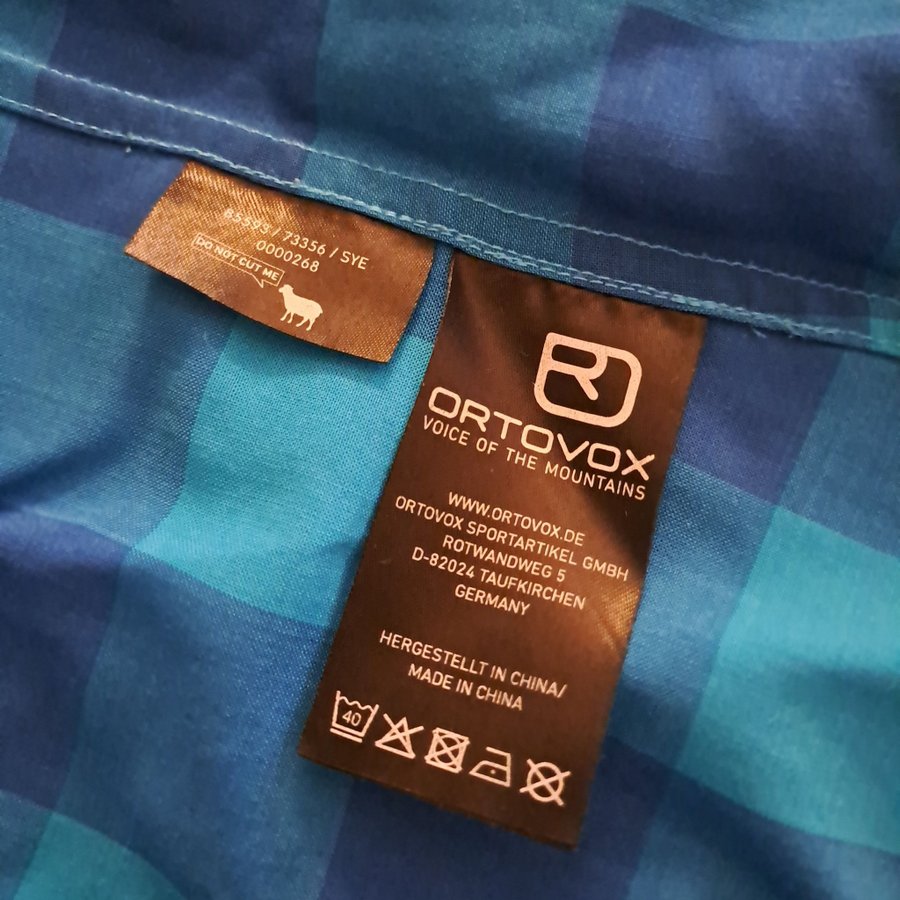 85593 / 73356 / SYE
0000268
DO NOT CUT ME
ORTOVOX
VOICE OF THE MOUNTAINS
WWW.ORTOVOX.DE
ORTOVOX SPORTARTIKEL GMBH
ROTWANDWEG 5
D-82024 TAUFKIRCHEN
GERMANY
HERGESTELLT IN CHINA/
MADE IN CHINA
40